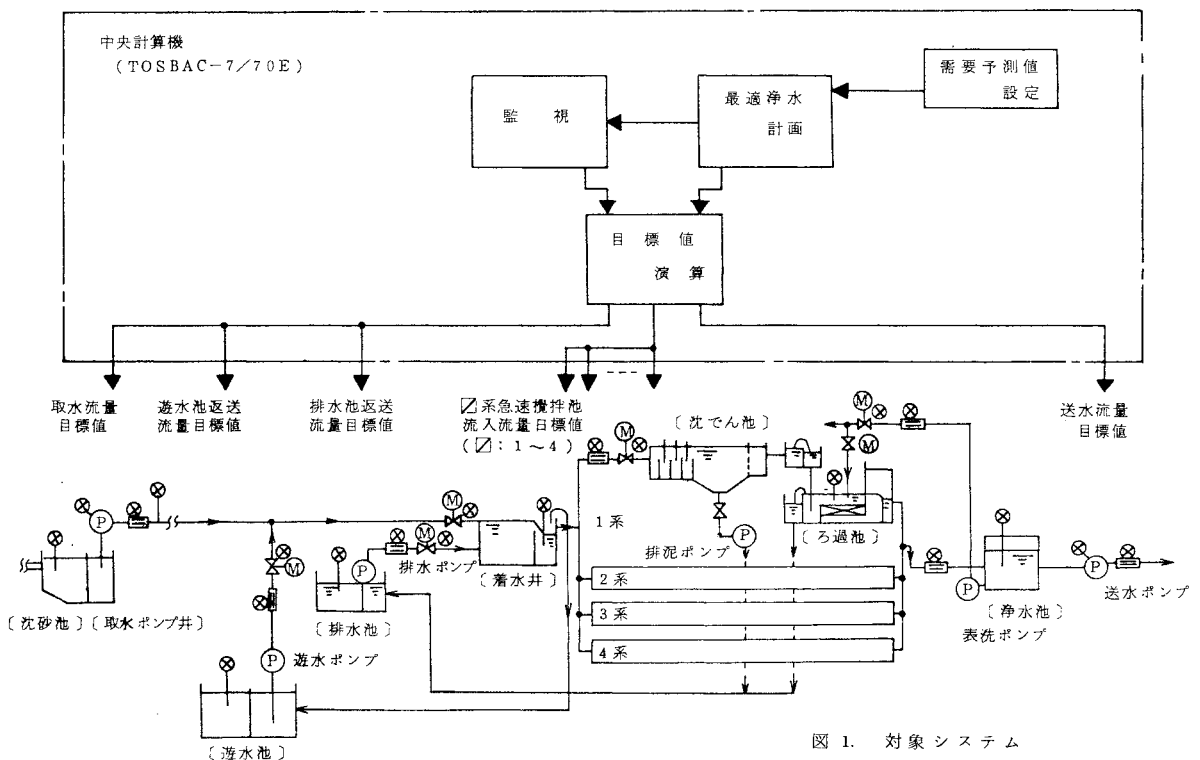 中央計算機
(TOSBAC-7/70E)
需要予測値
設定
最適浄水
計画
監視
目標値
演算
取水流量
目標値
遊水池返送
流量目標値
排水池返送
流量目標値
〼系急速攪拌池
流入流量目標値
(〼:1～4)
送水流量
目標値
〔沈でん池〕
M
M
M
M
M
M
P
P
P
P
P
P
1系
〔ろ過池〕
排泥ポンプ
排水ポンプ
〔着水井〕
2系
3系
4系
〔浄水池〕
送水ポンプ
表洗ポンプ
〔沈砂池〕
〔取水ポンプ井〕
〔排水池〕
遊水ポンプ
〔遊水池〕
図 1. 対象システム